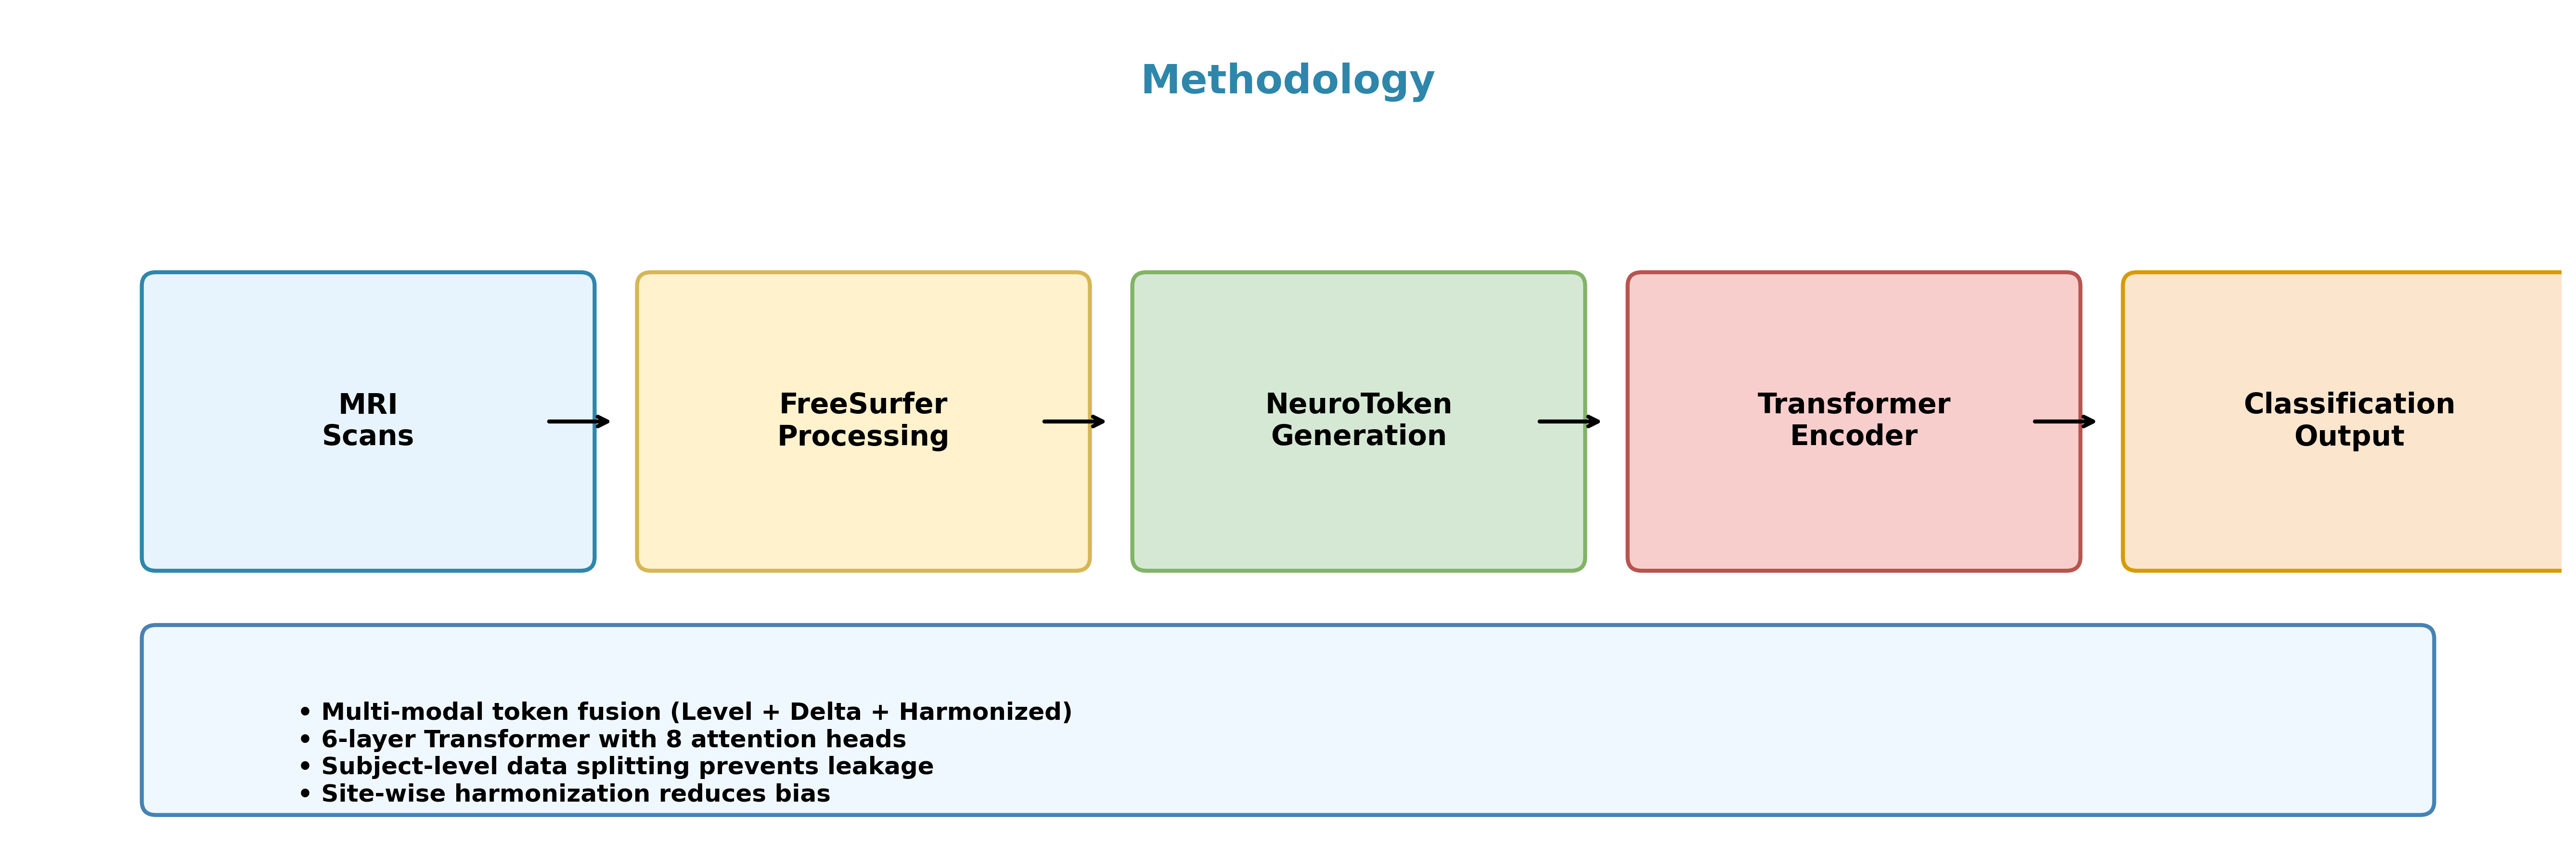 Methodology
MRI
Scans
FreeSurfer
Processing
NeuroToken
Generation
Transformer
Encoder
Classification
Output
• Multi-modal token fusion (Level + Delta + Harmonized)
• 6-layer Transformer with 8 attention heads
• Subject-level data splitting prevents leakage
• Site-wise harmonization reduces bias